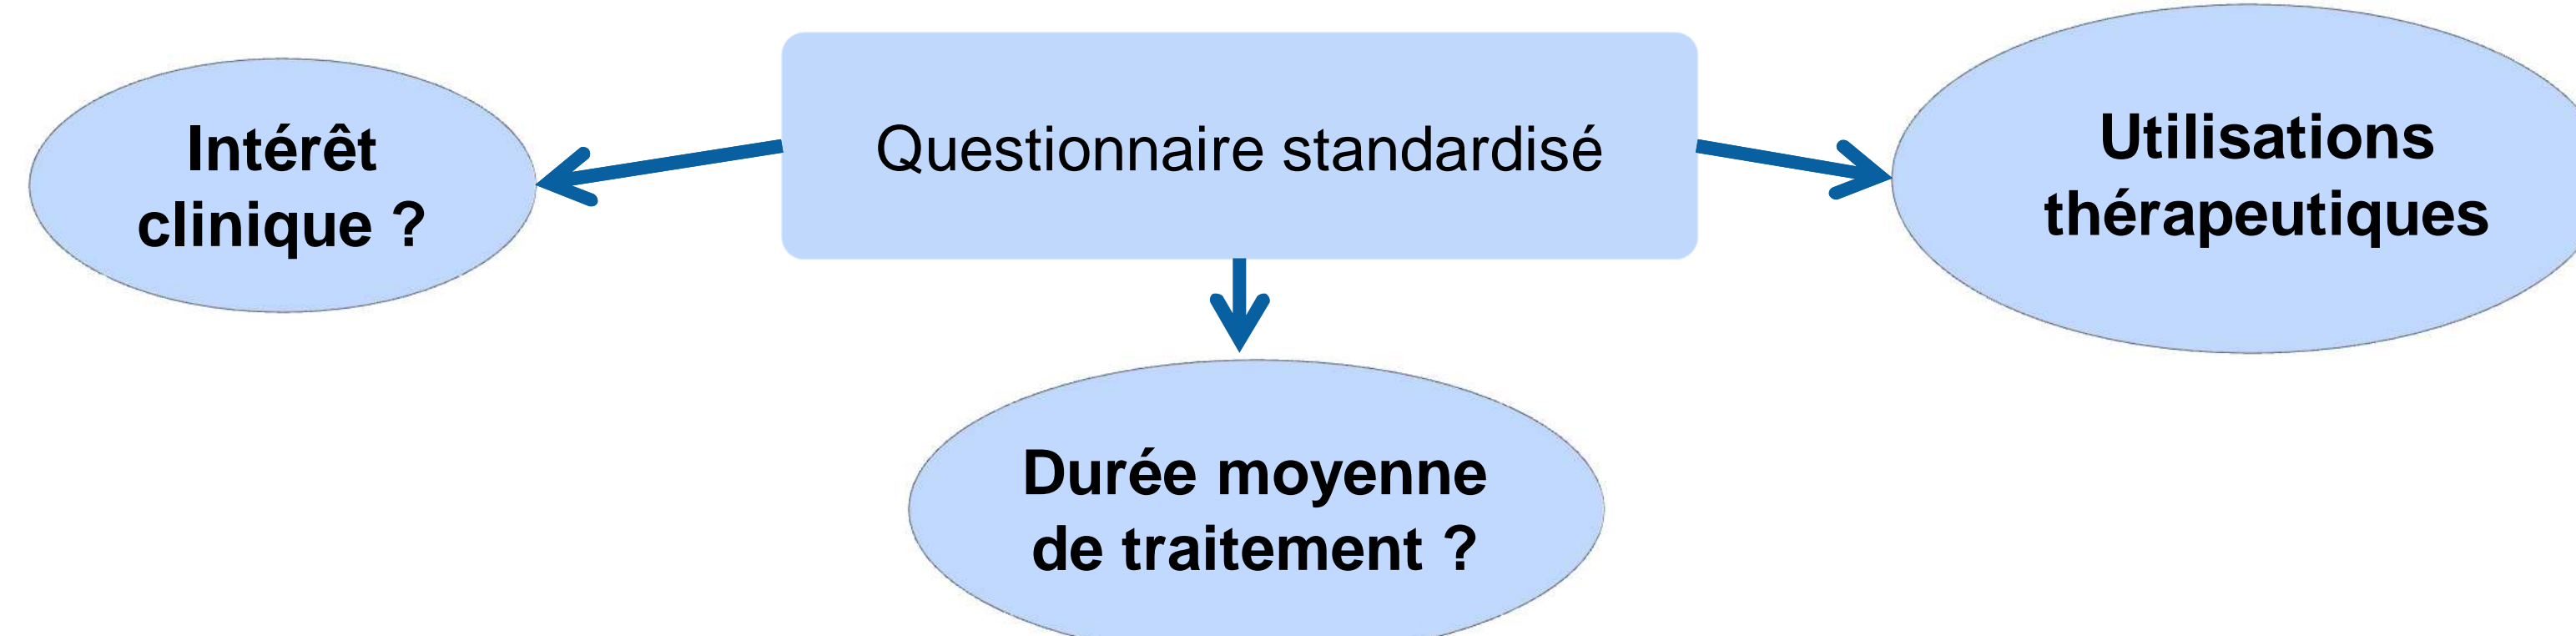 Intérêt
clinique ?
Questionnaire standardisé
Utilisations
thérapeutiques
Durée moyenne
de traitement ?